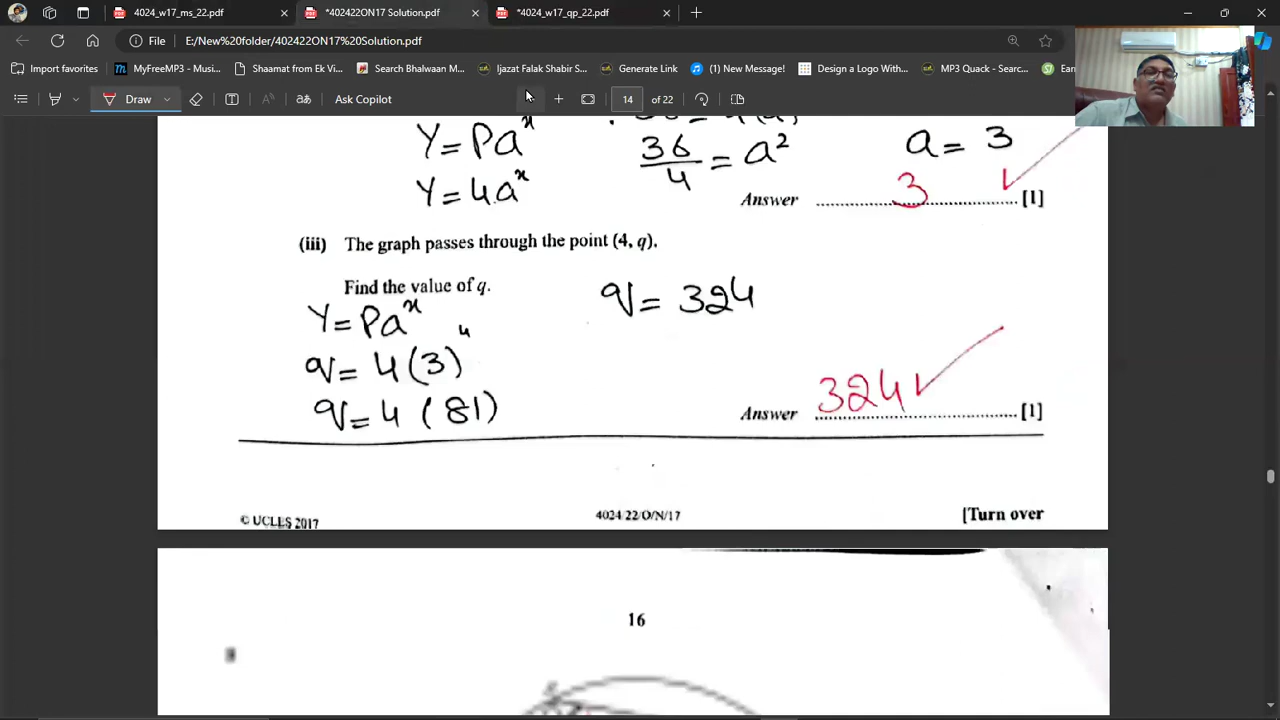 4024_w17_ms_22.pdf
*402422ON17 Solution.pdf
*4024_w17_qp_22.pdf
File E:/New%20folder/402422ON17%20Solution.pdf
Import favorites
MyFreeMP3 - Musi...
Shaamat from Ek Vi...
Search Bhalwaan M...
Ijazat Falak Shabir S...
Generate Link
(1) New Message!
Design a Logo With...
MP3 Quack - Searc...
Ear
Draw
Ask Copilot
14 of 22
Y = Pa^x
Y = 4a^x
36/4 = a^2
a = 3
Answer 3 [1]
(iii) The graph passes through the point (4, q).
Find the value of q.
Y = Pa^x
q = 4(3)^4
q = 4(81)
q = 324
Answer 324 [1]
© UCLES 2017
4024/22/O/N/17
[Turn over
16